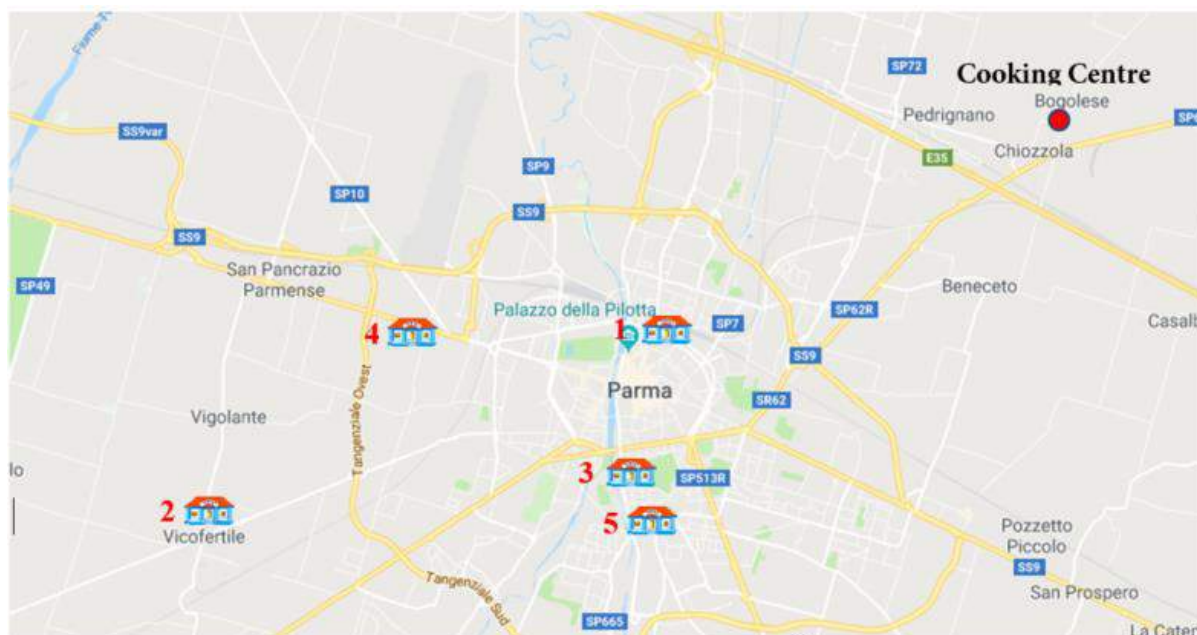 Cooking Centre
SP72
Bogolese
Pedrignano
SS9var
Chiozzola
E35
SP9
SP10
SS9
SS9
San Pancrazio
Parmense
SP49
Beneceto
Palazzo della Pilotta
SP62R
SP7
4
1
SS9
Parma
SR62
Tangenziale Ovest
Vigolante
3
SP513R
2
5
Vicofertile
Pozzetto
Piccolo
SS9
Tangenziale Sud
San Prospero
SP665